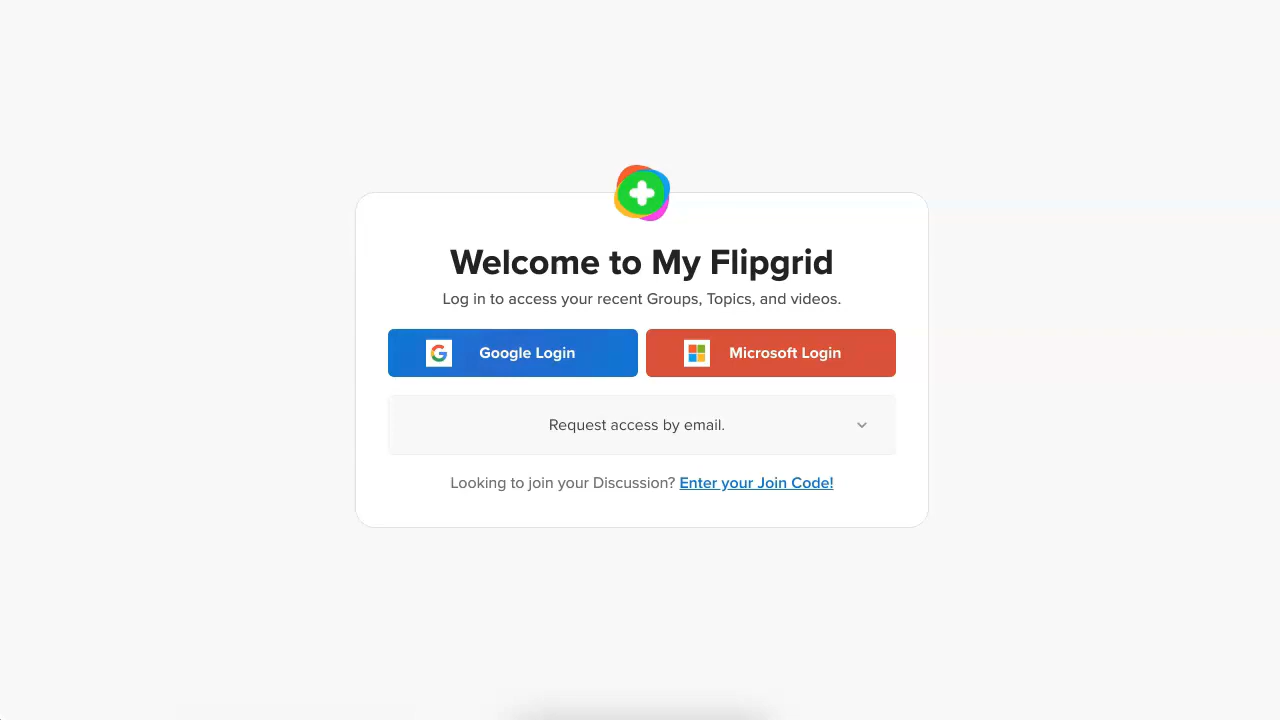 Welcome to My Flipgrid
Log in to access your recent Groups, Topics, and videos.
Google Login
Microsoft Login
Request access by email.
Looking to join your Discussion? Enter your Join Code!